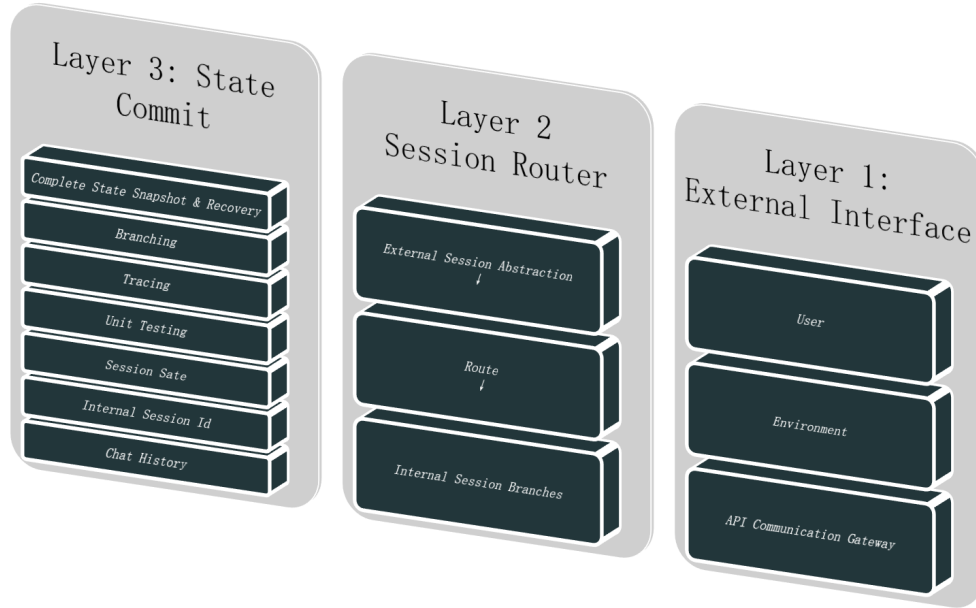 Layer 3: State
Commit
Complete State Snapshot & Recovery
Branching
Tracing
Unit Testing
Session Sate
Internal Session Id
Chat History
Layer 2
Session Router
External Session Abstraction
↓
Route
↓
Internal Session Branches
Layer 1:
External Interface
User
Environment
API Communication Gateway